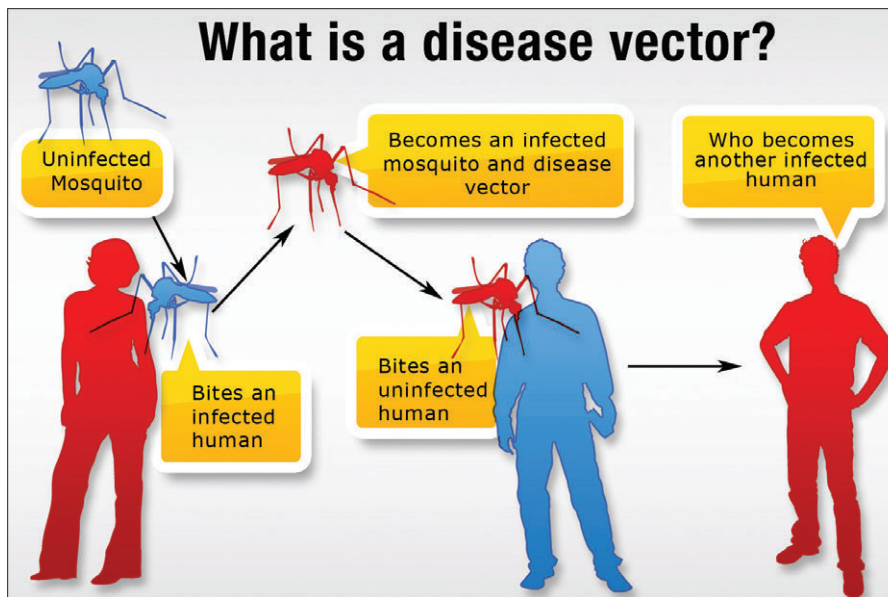 What is a disease vector?
Uninfected
Mosquito
Bites an
infected
human
Becomes an infected
mosquito and disease
vector
Bites an
uninfected
human
Who becomes
another infected
human